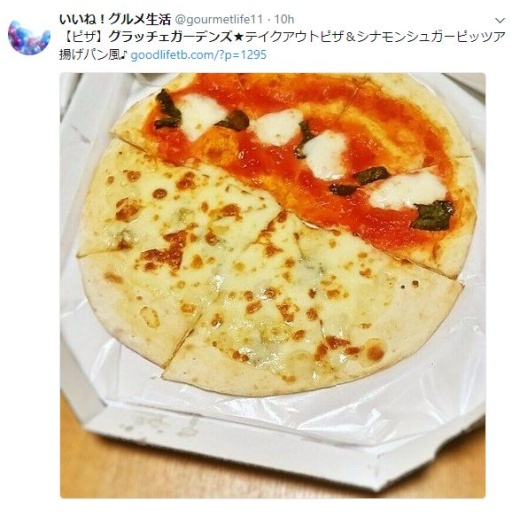 いいね！グルメ生活 @gourmetlife11 · 10h
【ピザ】グラッチェガーデンズ★テイクアウトピザ＆シナモンシュガーピッツア
揚げパン風♪ goodlifetb.com/?p=1295